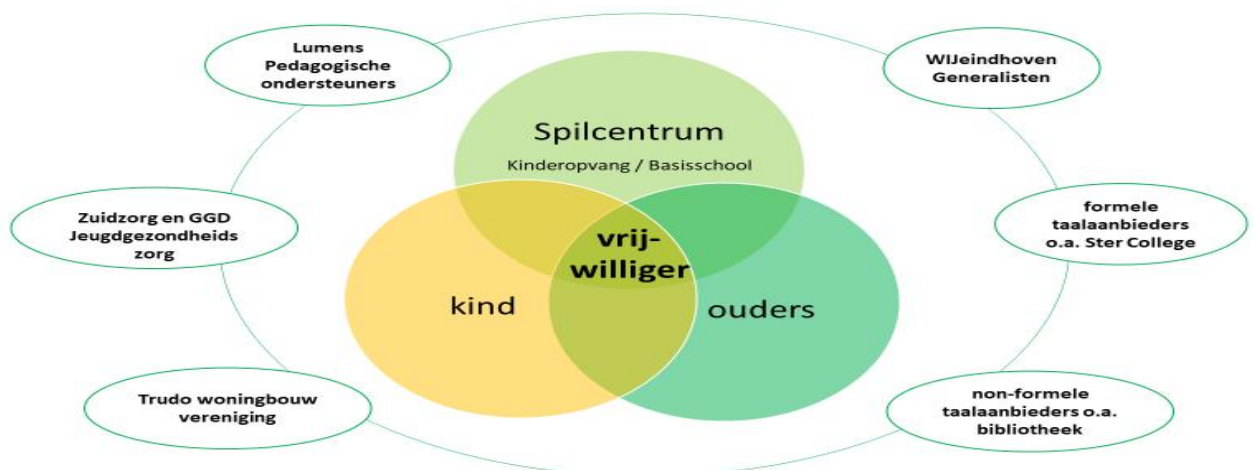 Lumens
Pedagogische
ondersteuners
WIJeindhoven
Generalisten
Spilcentrum
Kinderopvang / Basisschool
Zuidzorg en GGD
Jeugdgezondheids
zorg
formele
taalaanbieders
o.a. Ster College
vrij-
williger
kind
ouders
Trudo woningbouw
vereniging
non-formele
taalaanbieders o.a.
bibliotheek